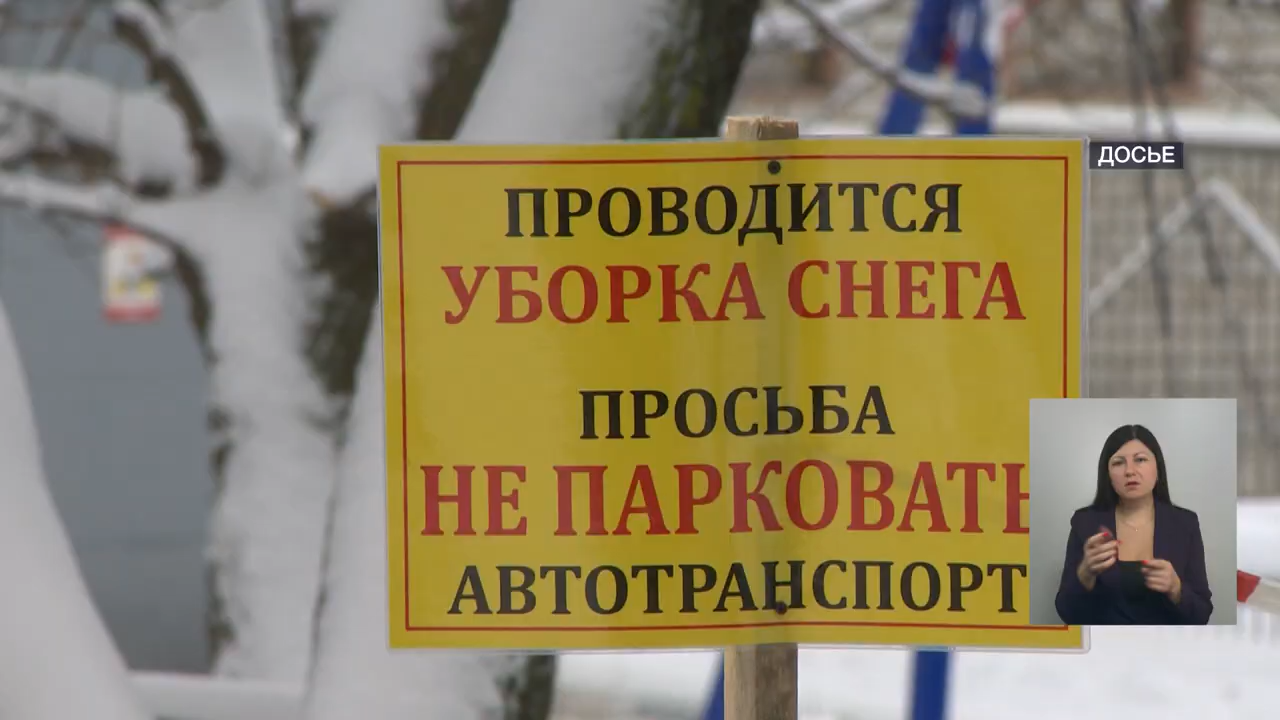 ДОСЬЕ
ПРОВОДИТСЯ
УБОРКА СНЕГА
ПРОСЬБА
НЕ ПАРКОВАТЬ
АВТОТРАНСПОРТ